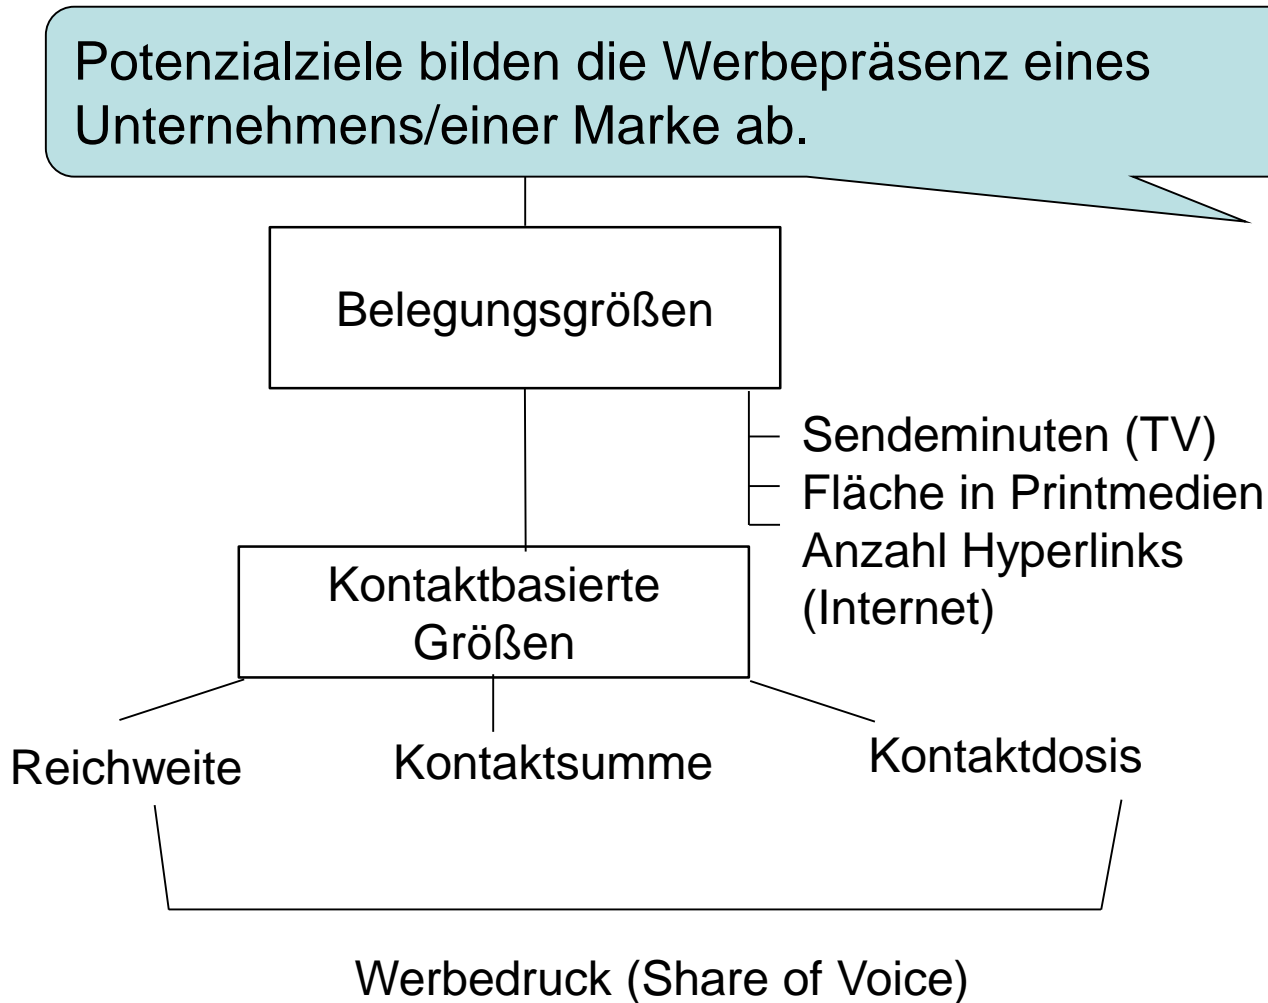 Potenzialziele bilden die Werbepräsenz eines
Unternehmens/einer Marke ab.
Belegungsgrößen
Sendeminuten (TV)
Fläche in Printmedien
Anzahl Hyperlinks
(Internet)
Kontaktbasierte
Größen
Reichweite
Kontaktsumme
Kontaktdosis
Werbedruck (Share of Voice)